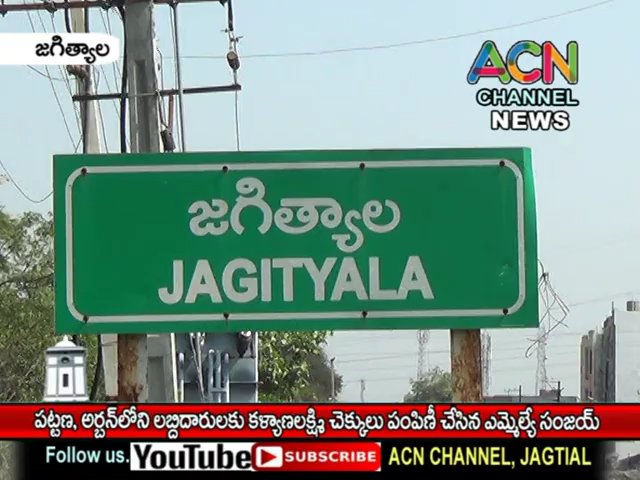 జగిత్యాల
ACN
CHANNEL
NEWS
జగిత్యాల
JAGITYALA
పట్టణ, అర్బన్‌లోని లబ్దిదారులకు కళ్యాణలక్ష్మి చెక్కులు పంపిణీ చేసిన ఎమ్మెల్యే సంజయ్
Follow us. YouTube SUBSCRIBE ACN CHANNEL, JAGTIAL